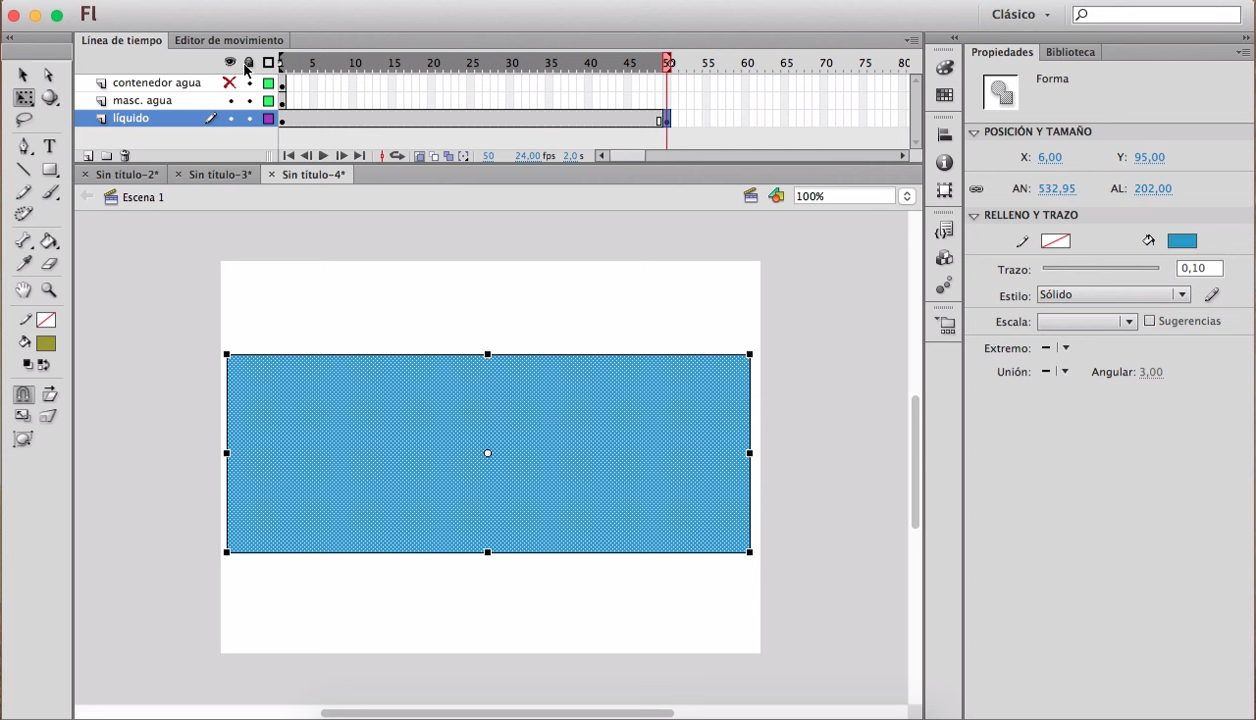 Fl
Clásico
Línea de tiempo
Editor de movimiento
5 10 15 20 25 30 35 40 45 50 55 60 65 70 75 80
contenedor agua
masc. agua
líquido
50 24,00 fps 2,0 s
× Sin título-2*
× Sin título-3*
× Sin título-4*
Escena 1
100%
T
Propiedades
Biblioteca
Forma
POSICIÓN Y TAMAÑO
X: 6,00 Y: 95,00
AN: 532,95 AL: 202,00
RELLENO Y TRAZO
Trazo: 0,10
Estilo: Sólido
Escala: Sugerencias
Extremo:
Unión: Angular: 3,00